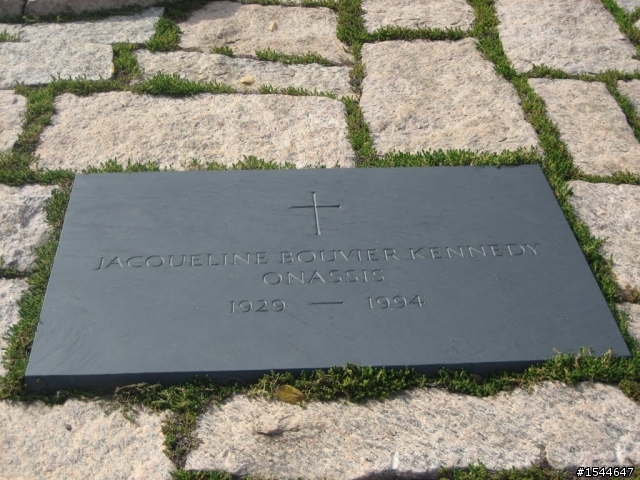 JACQUELINE BOUVIER KENNEDY
ONASSIS
1929 — 1994
#1544647